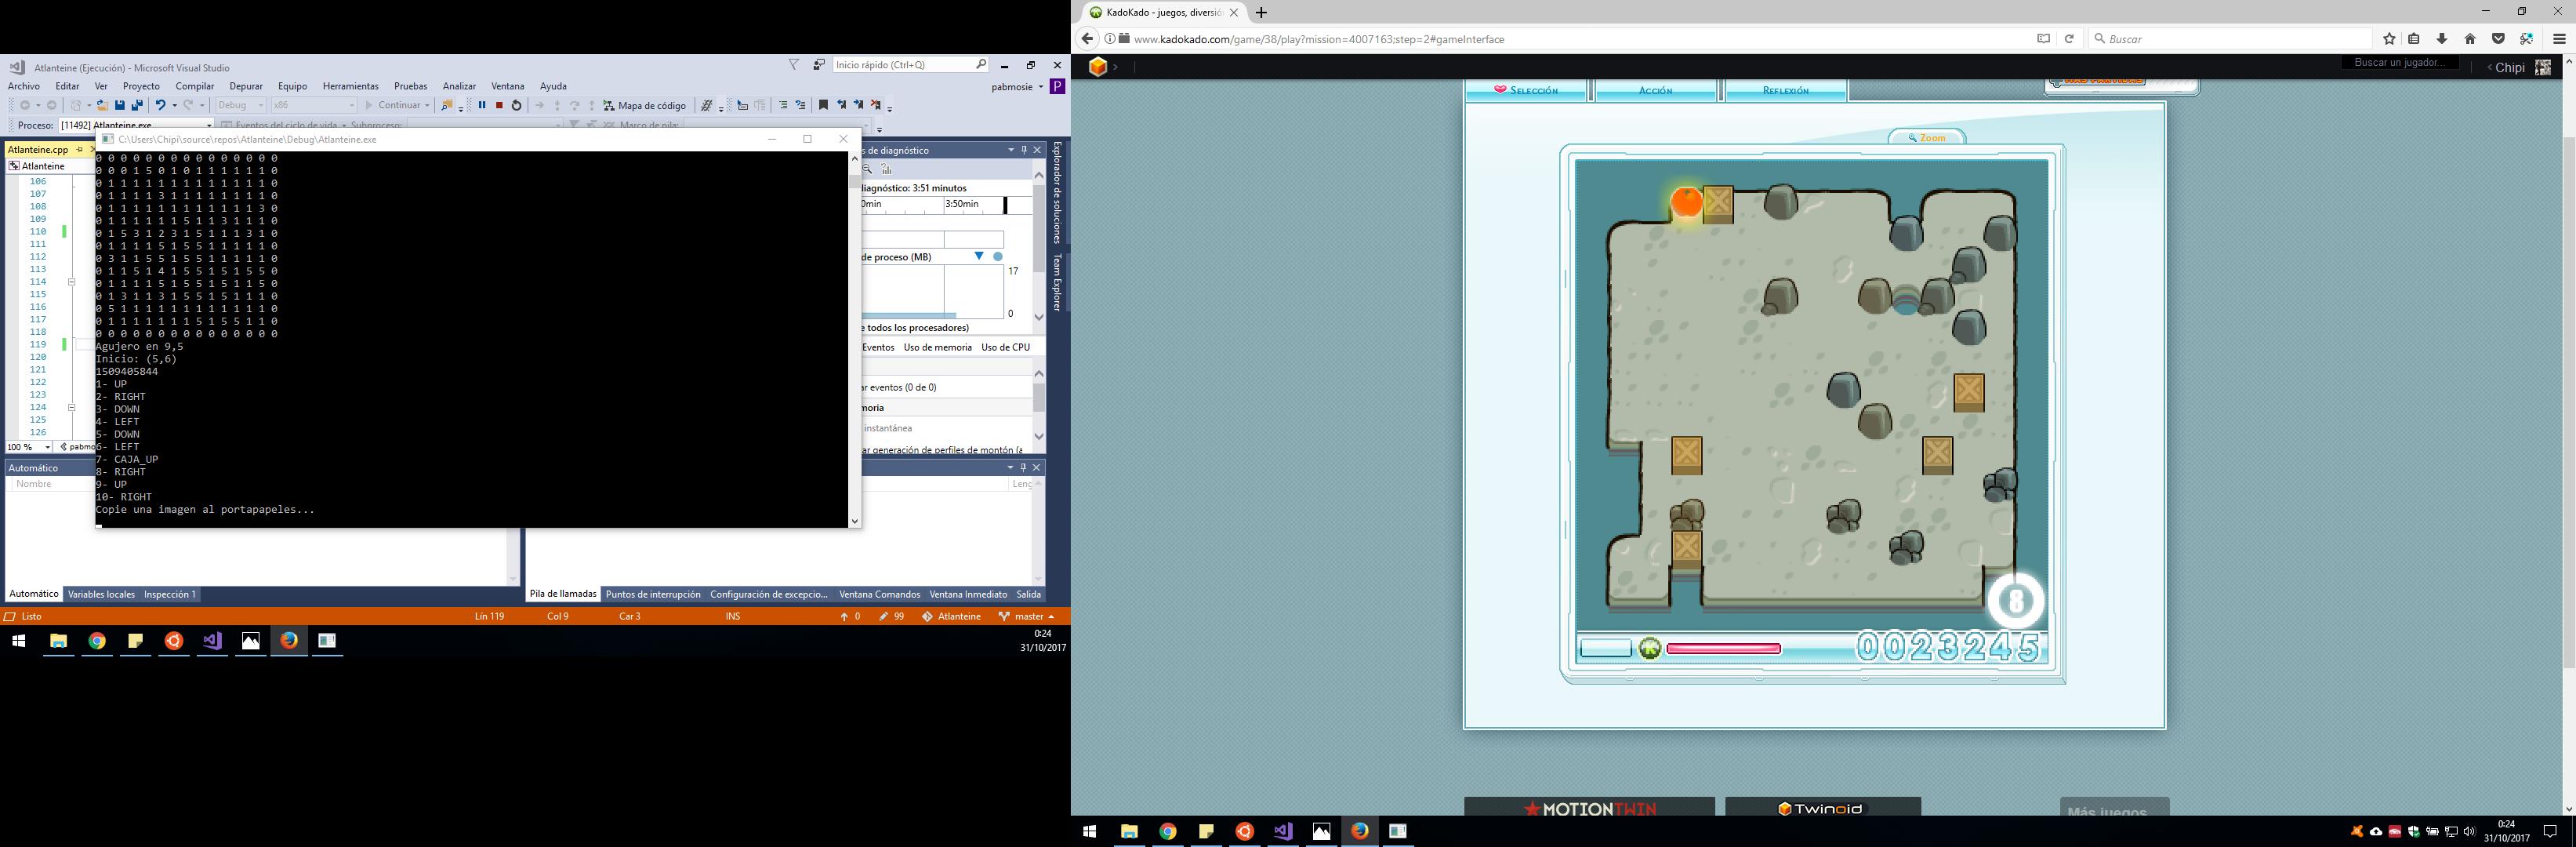 Atlanteine (Ejecución) - Microsoft Visual Studio
Inicio rápido (Ctrl+Q)
Archivo Editar Ver Proyecto Compilar Depurar Equipo Herramientas Pruebas Analizar Ventana Ayuda
pabmosie P
Debug x86 Continuar Mapa de código
Proceso: [11492] Atlanteine.exe Eventos del ciclo de vida Subproceso: Marco de pila:
C:\Users\Chipi\source\repos\Atlanteine\Debug\Atlanteine.exe
Atlanteine.cpp
Atlanteine
106
107
108
109
110
111
112
113
114
115
116
117
118
119
120
121
122
123
124
125
126
100 %
pabmo
0 0 0 0 0 0 0 0 0 0 0 0 0 0 0
0 0 0 1 5 0 1 0 1 1 1 1 1 1 0
0 1 1 1 1 1 1 1 1 1 1 1 1 1 0
0 1 1 1 1 3 1 1 1 1 1 1 1 1 0
0 1 1 1 1 1 1 1 1 1 1 1 1 3 0
0 1 1 1 1 1 1 5 1 1 3 1 1 1 0
0 1 5 3 1 2 3 1 5 1 1 1 3 1 0
0 1 1 1 1 5 1 5 5 1 1 1 1 1 0
0 3 1 1 5 5 1 5 5 1 1 1 1 1 0
0 1 1 5 1 4 1 5 5 1 5 1 5 5 0
0 1 1 1 1 5 1 5 5 1 5 1 1 5 0
0 1 3 1 1 3 1 5 5 1 5 1 1 1 0
0 5 1 1 1 1 1 1 1 1 1 1 1 1 0
0 1 1 1 1 1 1 1 5 1 5 5 1 1 0
0 0 0 0 0 0 0 0 0 0 0 0 0 0 0
Agujero en 9,5
Inicio: (5,6)
1509405844
1- UP
2- RIGHT
3- DOWN
4- LEFT
5- DOWN
6- LEFT
7- CAJA_UP
8- RIGHT
9- UP
10- RIGHT
Copie una imagen al portapapeles...
s de diagnóstico
iagnóstico: 3:51 minutos
0min 3:50min
de proceso (MB)
17
0
e todos los procesadores)
Eventos Uso de memoria Uso de CPU
ar eventos (0 de 0)
moria
instantánea
ar generación de perfiles de montón (a
Explorador de soluciones
Team Explorer
Automático
Nombre
Leng
Automático Variables locales Inspección 1
Pila de llamadas Puntos de interrupción Configuración de excepcio... Ventana Comandos Ventana Inmediato Salida
Listo Lín 119 Col 9 Car 3 INS 0 99 Atlanteine master
0:24
31/10/2017
KadoKado - juegos, diversió
www.kadokado.com/game/38/play?mission=4007163;step=2#gameInterface
Buscar
Buscar un jugador...
Chipi
SELECCIÓN ACCIÓN REFLEXIÓN
Zoom
8
K
0023245
MOTIONTWIN
Twinoid
Más juegos
0:24
31/10/2017